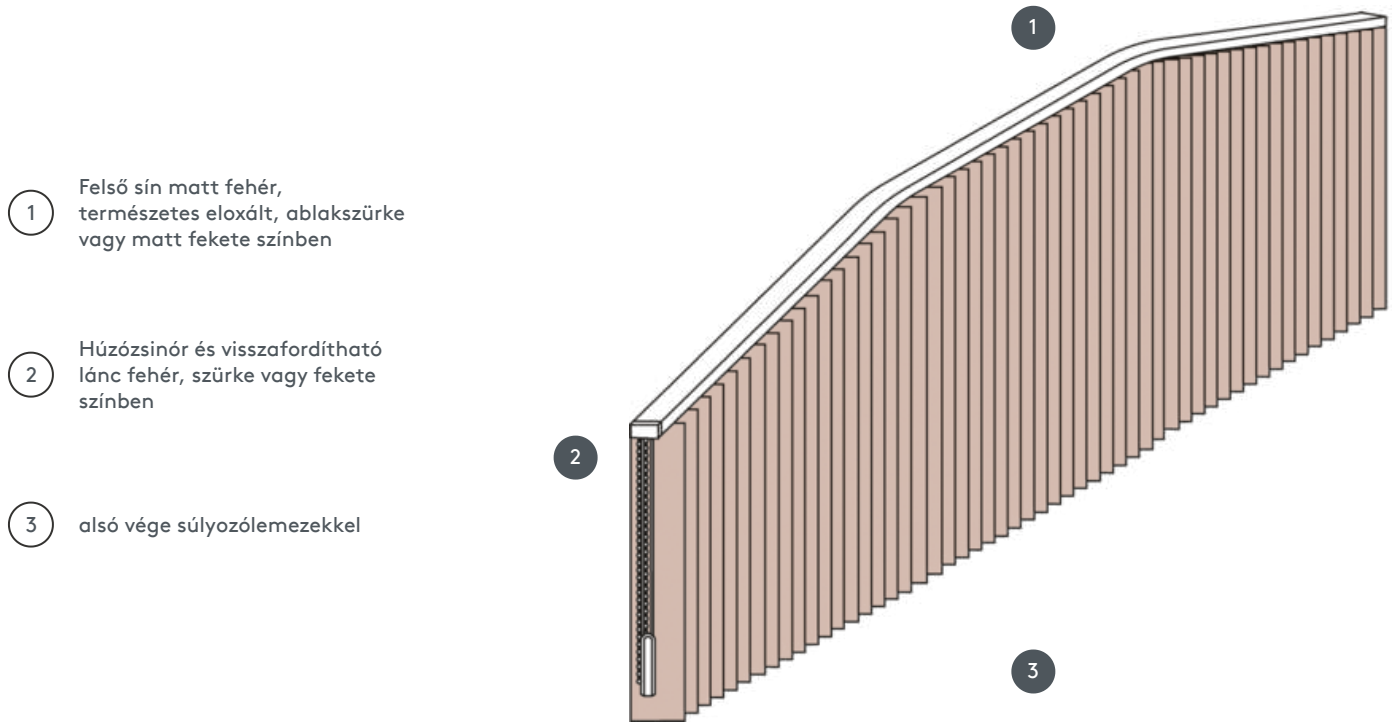 1
Felső sín matt fehér,
természetes eloxált, ablakszürke
vagy matt fekete színben
2
Húzózsinór és visszafordítható
lánc fehér, szürke vagy fekete
színben
3
alsó vége súlyozólemezekkel
1
2
3